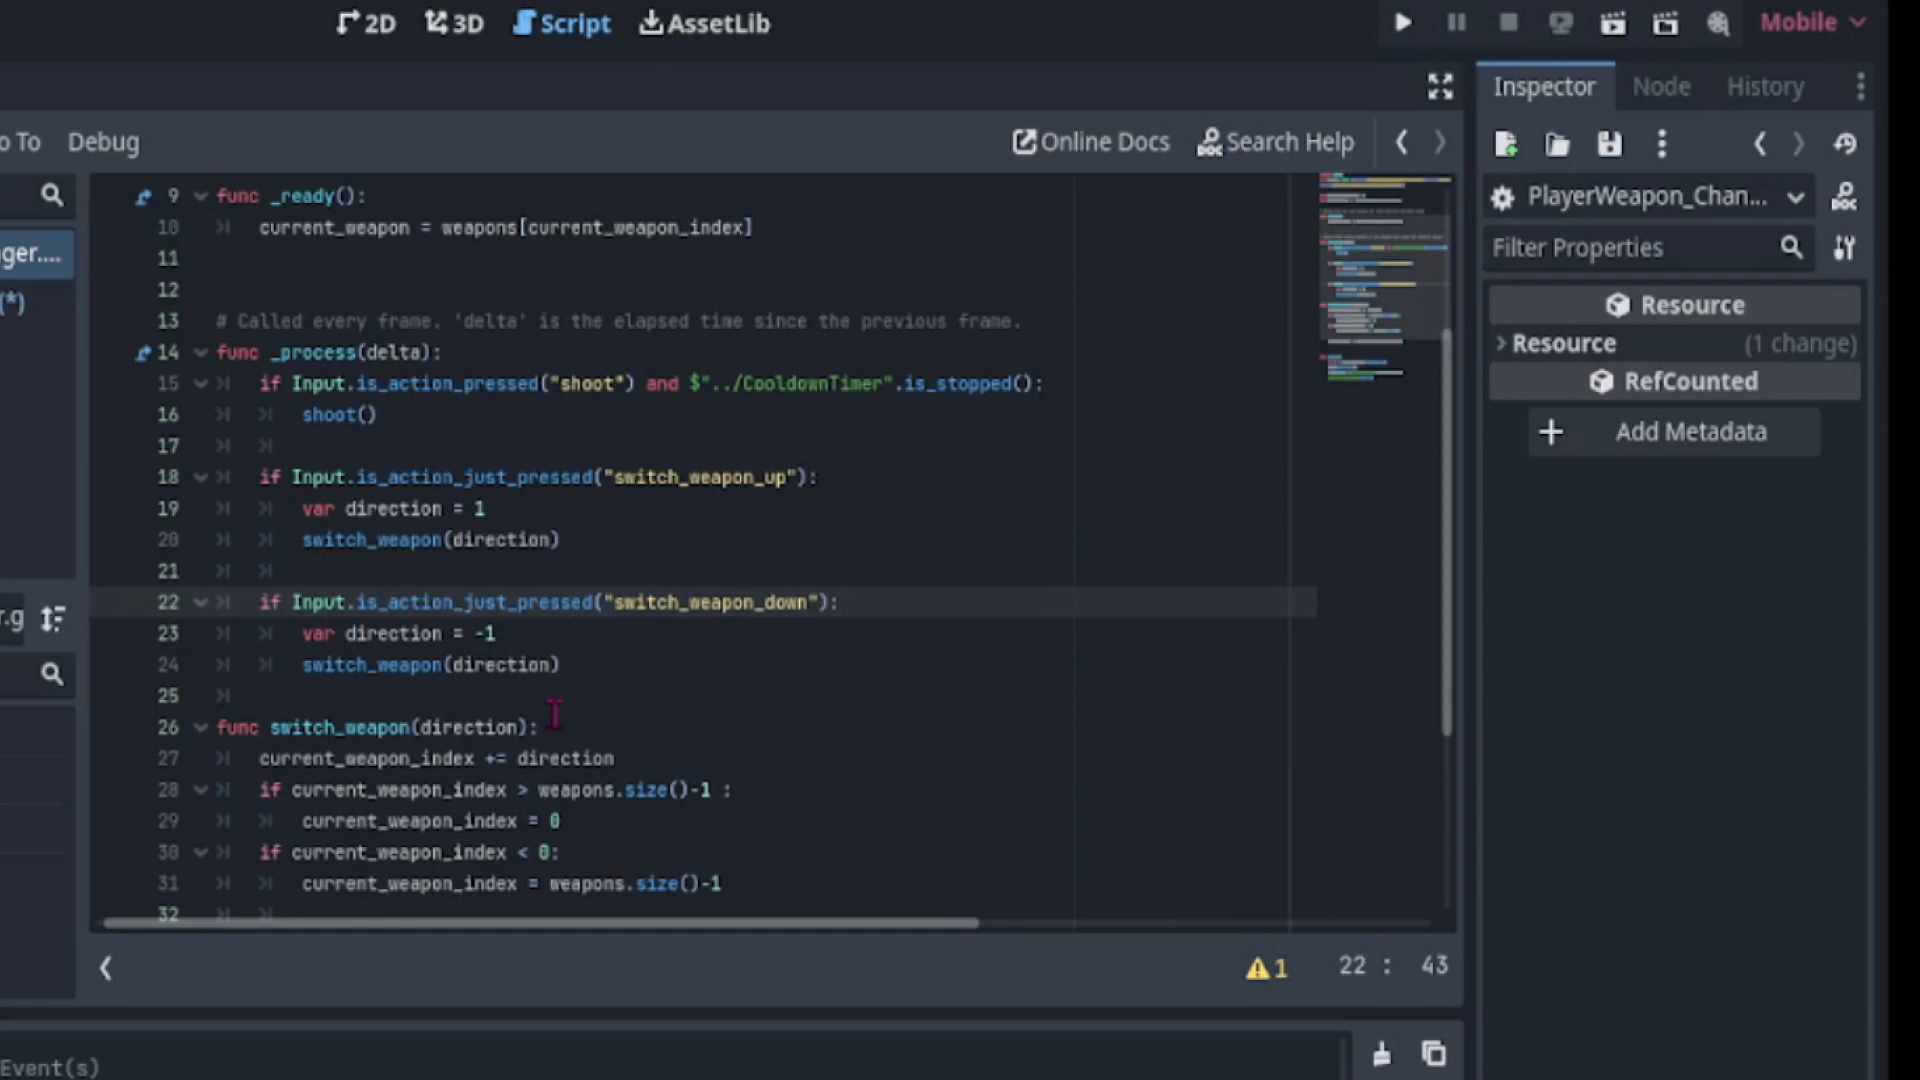 2D 3D Script AssetLib Mobile
Inspector Node History
o To Debug Online Docs Search Help
9 func _ready():
10 current_weapon = weapons[current_weapon_index]
11
12
13 # Called every frame. 'delta' is the elapsed time since the previous frame.
14 func _process(delta):
15 if Input.is_action_pressed("shoot") and $"../CooldownTimer".is_stopped():
16 shoot()
17
18 if Input.is_action_just_pressed("switch_weapon_up"):
19 var direction = 1
20 switch_weapon(direction)
21
22 if Input.is_action_just_pressed("switch_weapon_down"):
23 var direction = -1
24 switch_weapon(direction)
25
26 func switch_weapon(direction):
27 current_weapon_index += direction
28 if current_weapon_index > weapons.size()-1 :
29 current_weapon_index = 0
30 if current_weapon_index < 0:
31 current_weapon_index = weapons.size()-1
32
ger....
(*)
r.g
1 22 : 43
Event(s)
PlayerWeapon_Chan...
Filter Properties
Resource
Resource (1 change)
RefCounted
Add Metadata